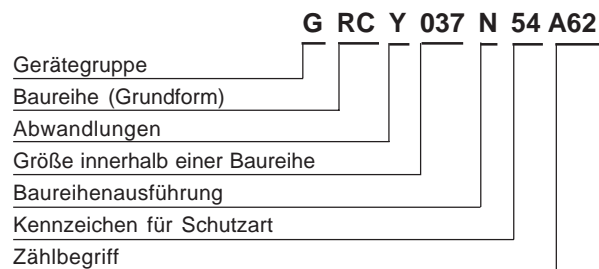 G RC Y 037 N 54 A62
Gerätegruppe
Baureihe (Grundform)
Abwandlungen
Größe innerhalb einer Baureihe
Baureihenausführung
Kennzeichen für Schutzart
Zählbegriff